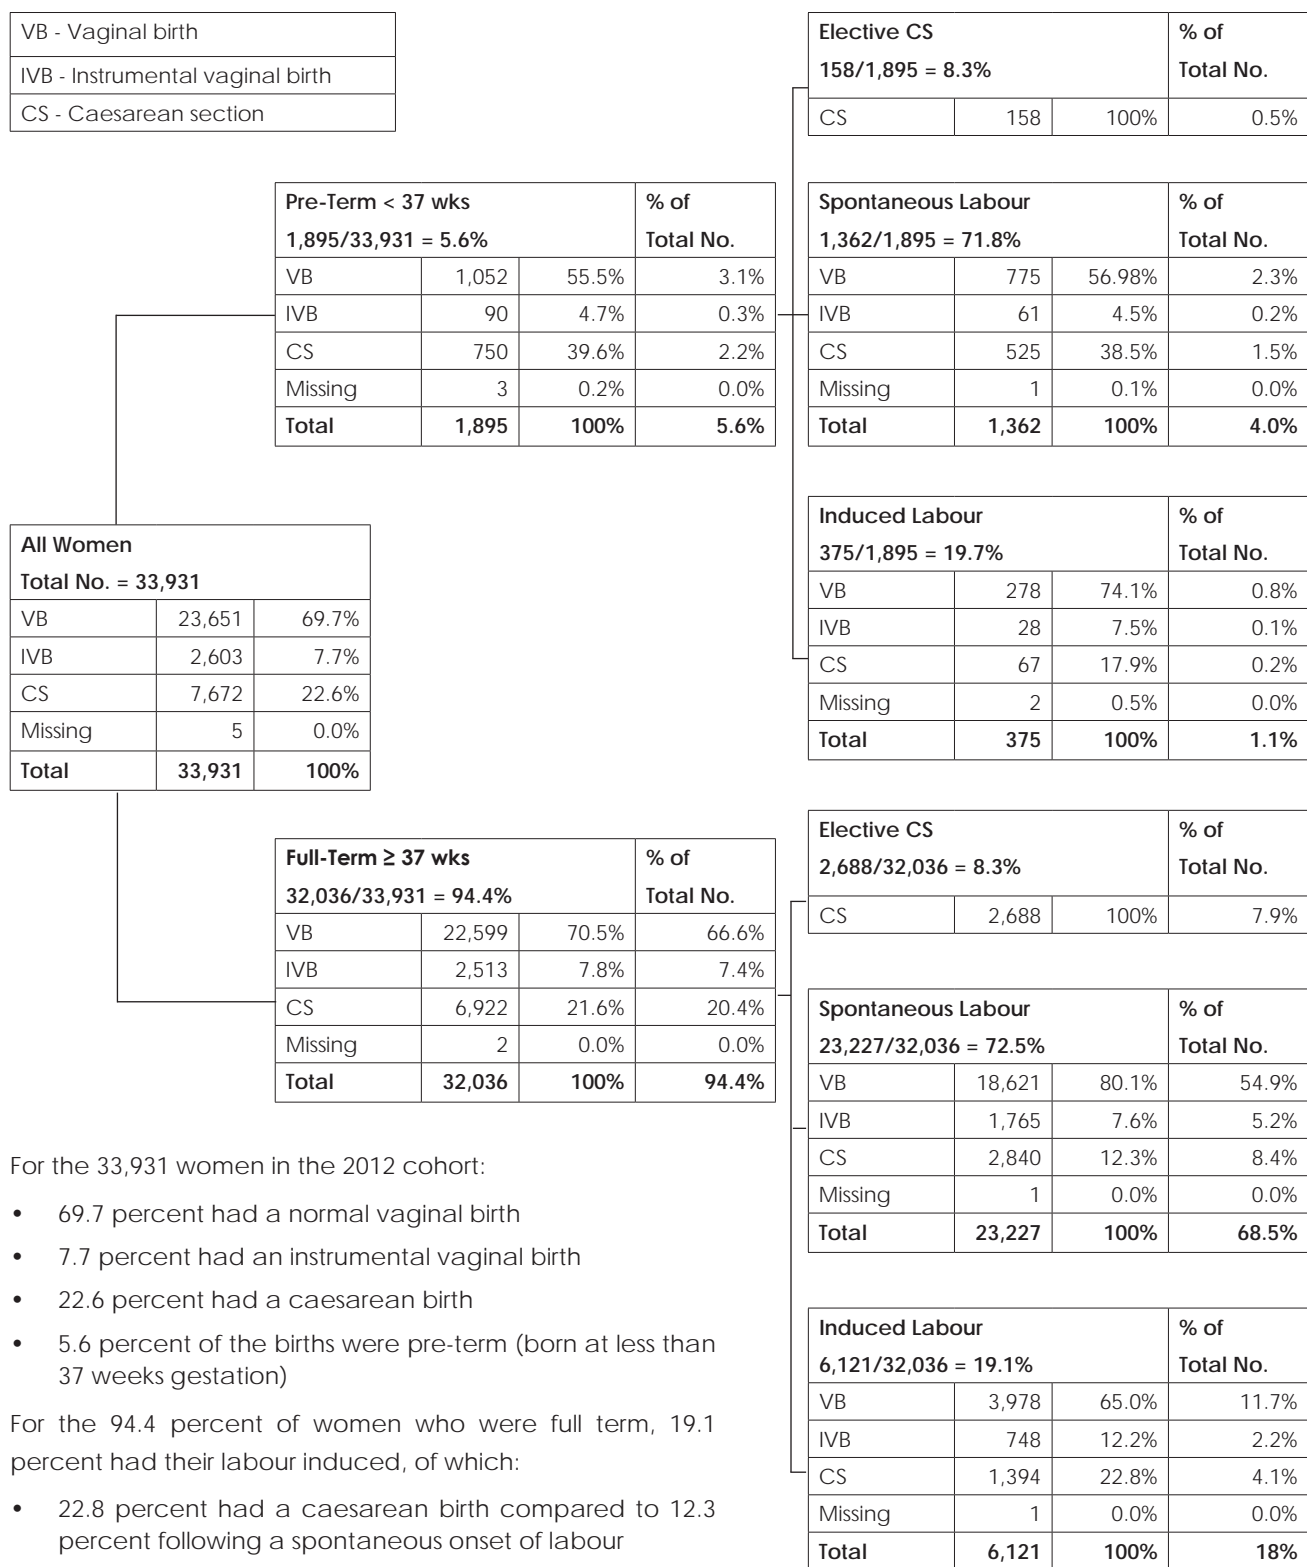 VB - Vaginal birth
IVB - Instrumental vaginal birth
CS - Caesarean section
Elective CS % of
158/1,895 = 8.3% Total No.
CS 158 100% 0.5%
Pre-Term < 37 wks % of
1,895/33,931 = 5.6% Total No.
VB 1,052 55.5% 3.1%
IVB 90 4.7% 0.3%
CS 750 39.6% 2.2%
Missing 3 0.2% 0.0%
Total 1,895 100% 5.6%
Spontaneous Labour % of
1,362/1,895 = 71.8% Total No.
VB 775 56.98% 2.3%
IVB 61 4.5% 0.2%
CS 525 38.5% 1.5%
Missing 1 0.1% 0.0%
Total 1,362 100% 4.0%
Induced Labour % of
375/1,895 = 19.7% Total No.
VB 278 74.1% 0.8%
IVB 28 7.5% 0.1%
CS 67 17.9% 0.2%
Missing 2 0.5% 0.0%
Total 375 100% 1.1%
All Women
Total No. = 33,931
VB 23,651 69.7%
IVB 2,603 7.7%
CS 7,672 22.6%
Missing 5 0.0%
Total 33,931 100%
Full-Term ≥ 37 wks % of
32,036/33,931 = 94.4% Total No.
VB 22,599 70.5% 66.6%
IVB 2,513 7.8% 7.4%
CS 6,922 21.6% 20.4%
Missing 2 0.0% 0.0%
Total 32,036 100% 94.4%
Elective CS % of
2,688/32,036 = 8.3% Total No.
CS 2,688 100% 7.9%
Spontaneous Labour % of
23,227/32,036 = 72.5% Total No.
VB 18,621 80.1% 54.9%
IVB 1,765 7.6% 5.2%
CS 2,840 12.3% 8.4%
Missing 1 0.0% 0.0%
Total 23,227 100% 68.5%
Induced Labour % of
6,121/32,036 = 19.1% Total No.
VB 3,978 65.0% 11.7%
IVB 748 12.2% 2.2%
CS 1,394 22.8% 4.1%
Missing 1 0.0% 0.0%
Total 6,121 100% 18%
For the 33,931 women in the 2012 cohort:
• 69.7 percent had a normal vaginal birth
• 7.7 percent had an instrumental vaginal birth
• 22.6 percent had a caesarean birth
• 5.6 percent of the births were pre-term (born at less than
37 weeks gestation)
For the 94.4 percent of women who were full term, 19.1
percent had their labour induced, of which:
• 22.8 percent had a caesarean birth compared to 12.3
percent following a spontaneous onset of labour